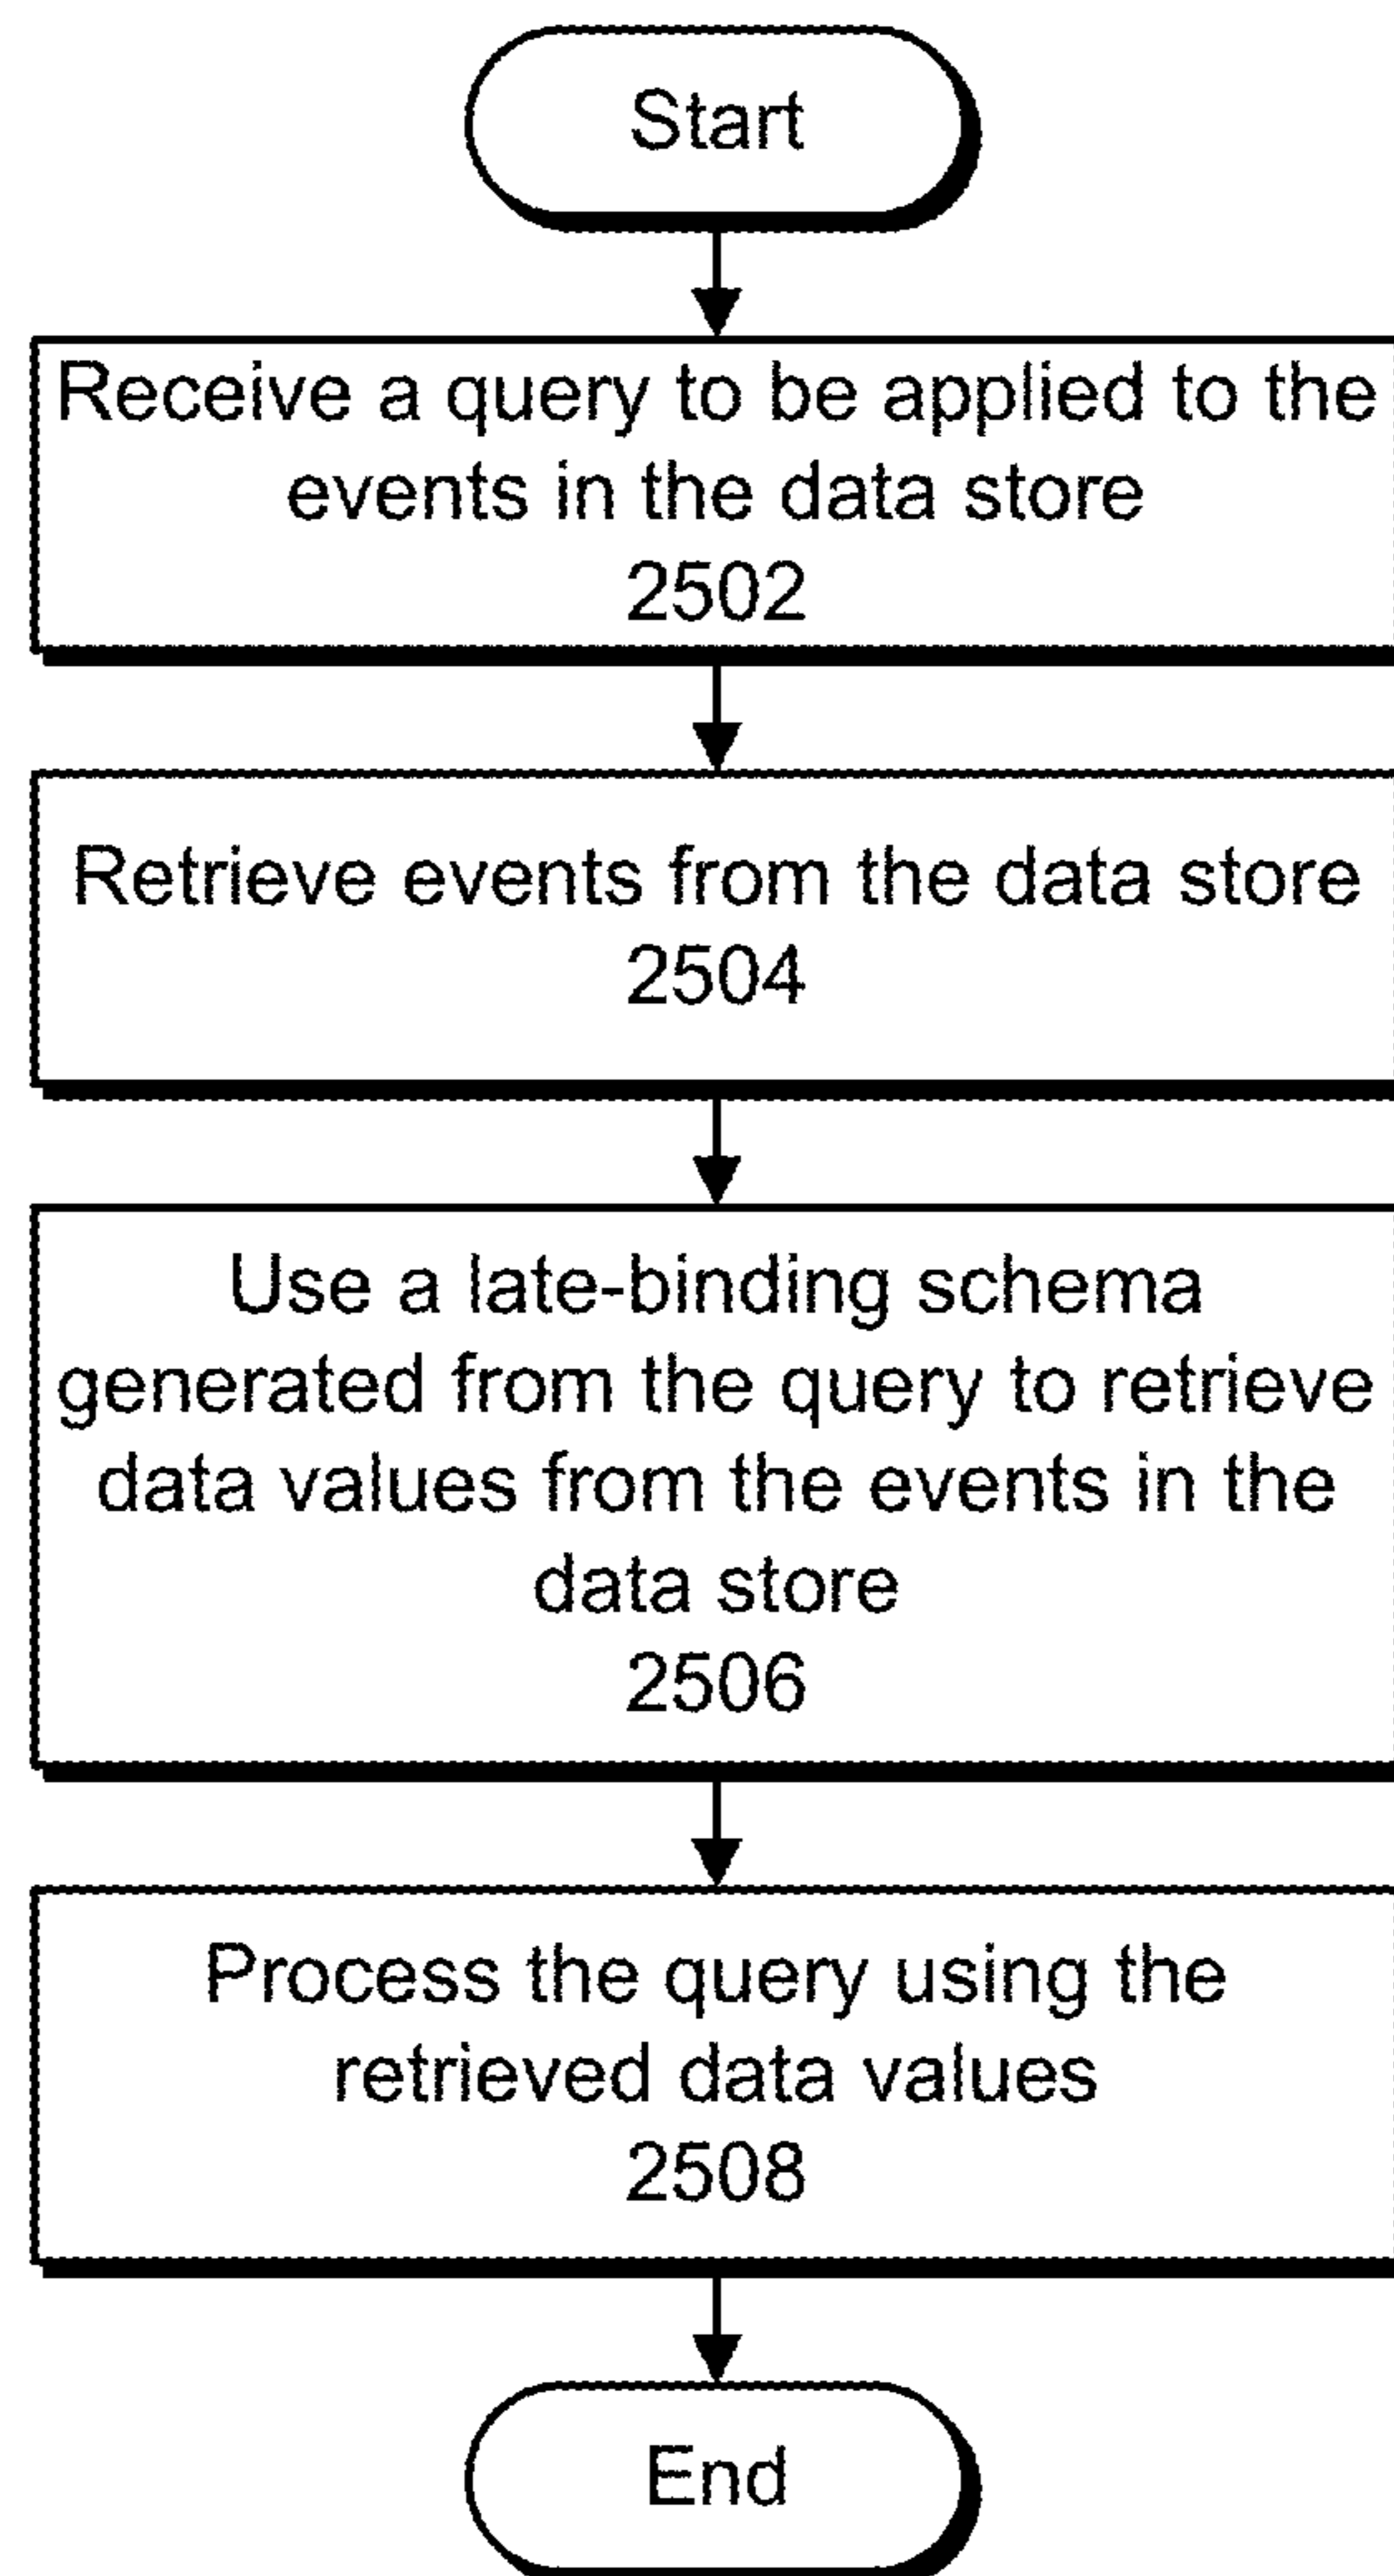 Start
Receive a query to be applied to the
events in the data store
2502
Retrieve events from the data store
2504
Use a late-binding schema
generated from the query to retrieve
data values from the events in the
data store
2506
Process the query using the
retrieved data values
2508
End